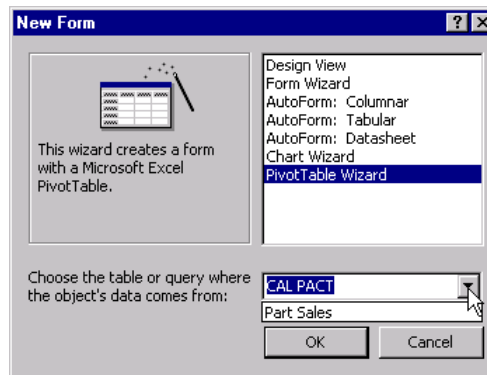 New Form
Design View
Form Wizard
AutoForm: Columnar
AutoForm: Tabular
AutoForm: Datasheet
Chart Wizard
PivotTable Wizard
This wizard creates a form
with a Microsoft Excel
PivotTable.
Choose the table or query where
the object's data comes from:
CAL PACT
Part Sales
OK
Cancel